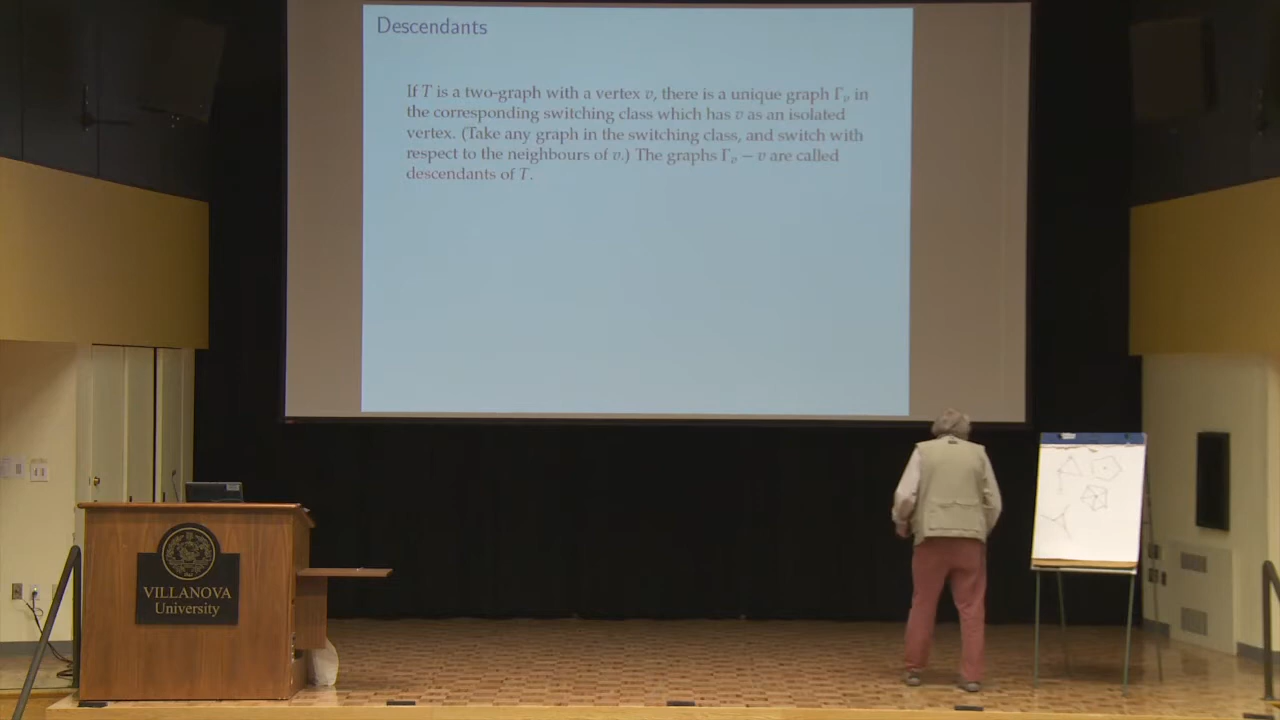 Descendants
If T is a two-graph with a vertex v, there is a unique graph Γᵥ in
the corresponding switching class which has v as an isolated
vertex. (Take any graph in the switching class, and switch with
respect to the neighbours of v.) The graphs Γᵥ − v are called
descendants of T.
VILLANOVA
University